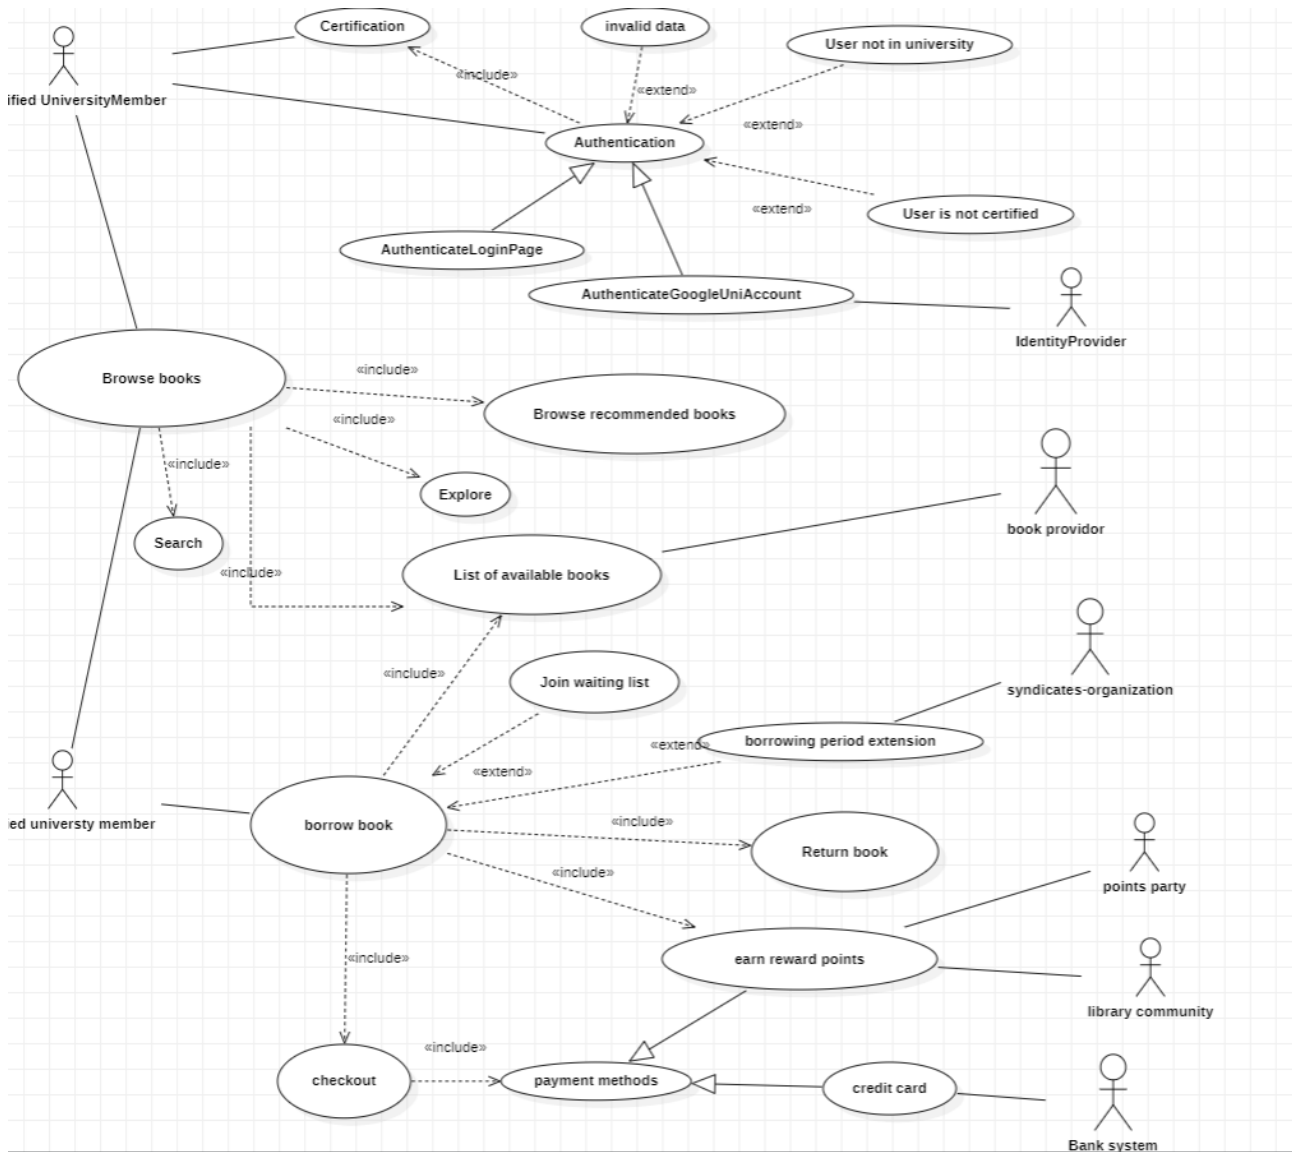 Certification
invalid data
User not in university
«include»
«extend»
ified UniversityMember
«extend»
Authentication
«extend»
User is not certified
AuthenticateLoginPage
AuthenticateGoogleUniAccount
IdentityProvider
«include»
Browse books
Browse recommended books
«include»
«include»
Explore
book providor
Search
«include»
List of available books
«include»
Join waiting list
syndicates-organization
borrowing period extension
«extend»
«extend»
ed universty member
borrow book
«include»
Return book
«include»
points party
«include»
earn reward points
library community
«include»
checkout
payment methods
credit card
Bank system